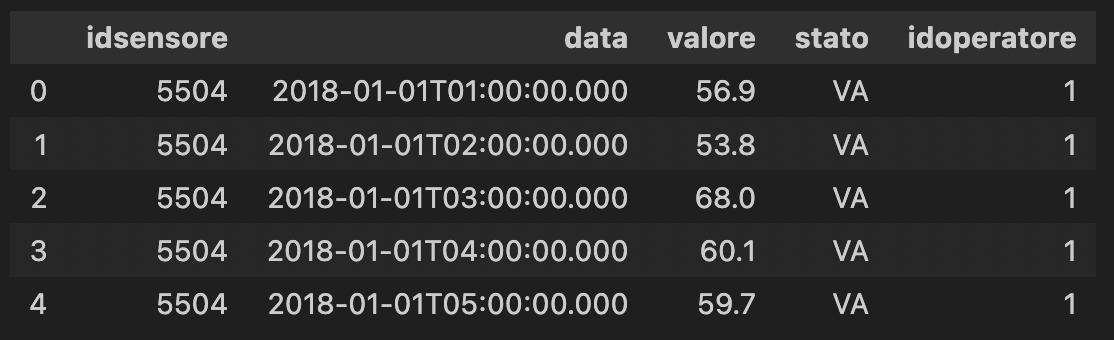 idsensore data valore stato idoperatore
0 5504 2018-01-01T01:00:00.000 56.9 VA 1
1 5504 2018-01-01T02:00:00.000 53.8 VA 1
2 5504 2018-01-01T03:00:00.000 68.0 VA 1
3 5504 2018-01-01T04:00:00.000 60.1 VA 1
4 5504 2018-01-01T05:00:00.000 59.7 VA 1